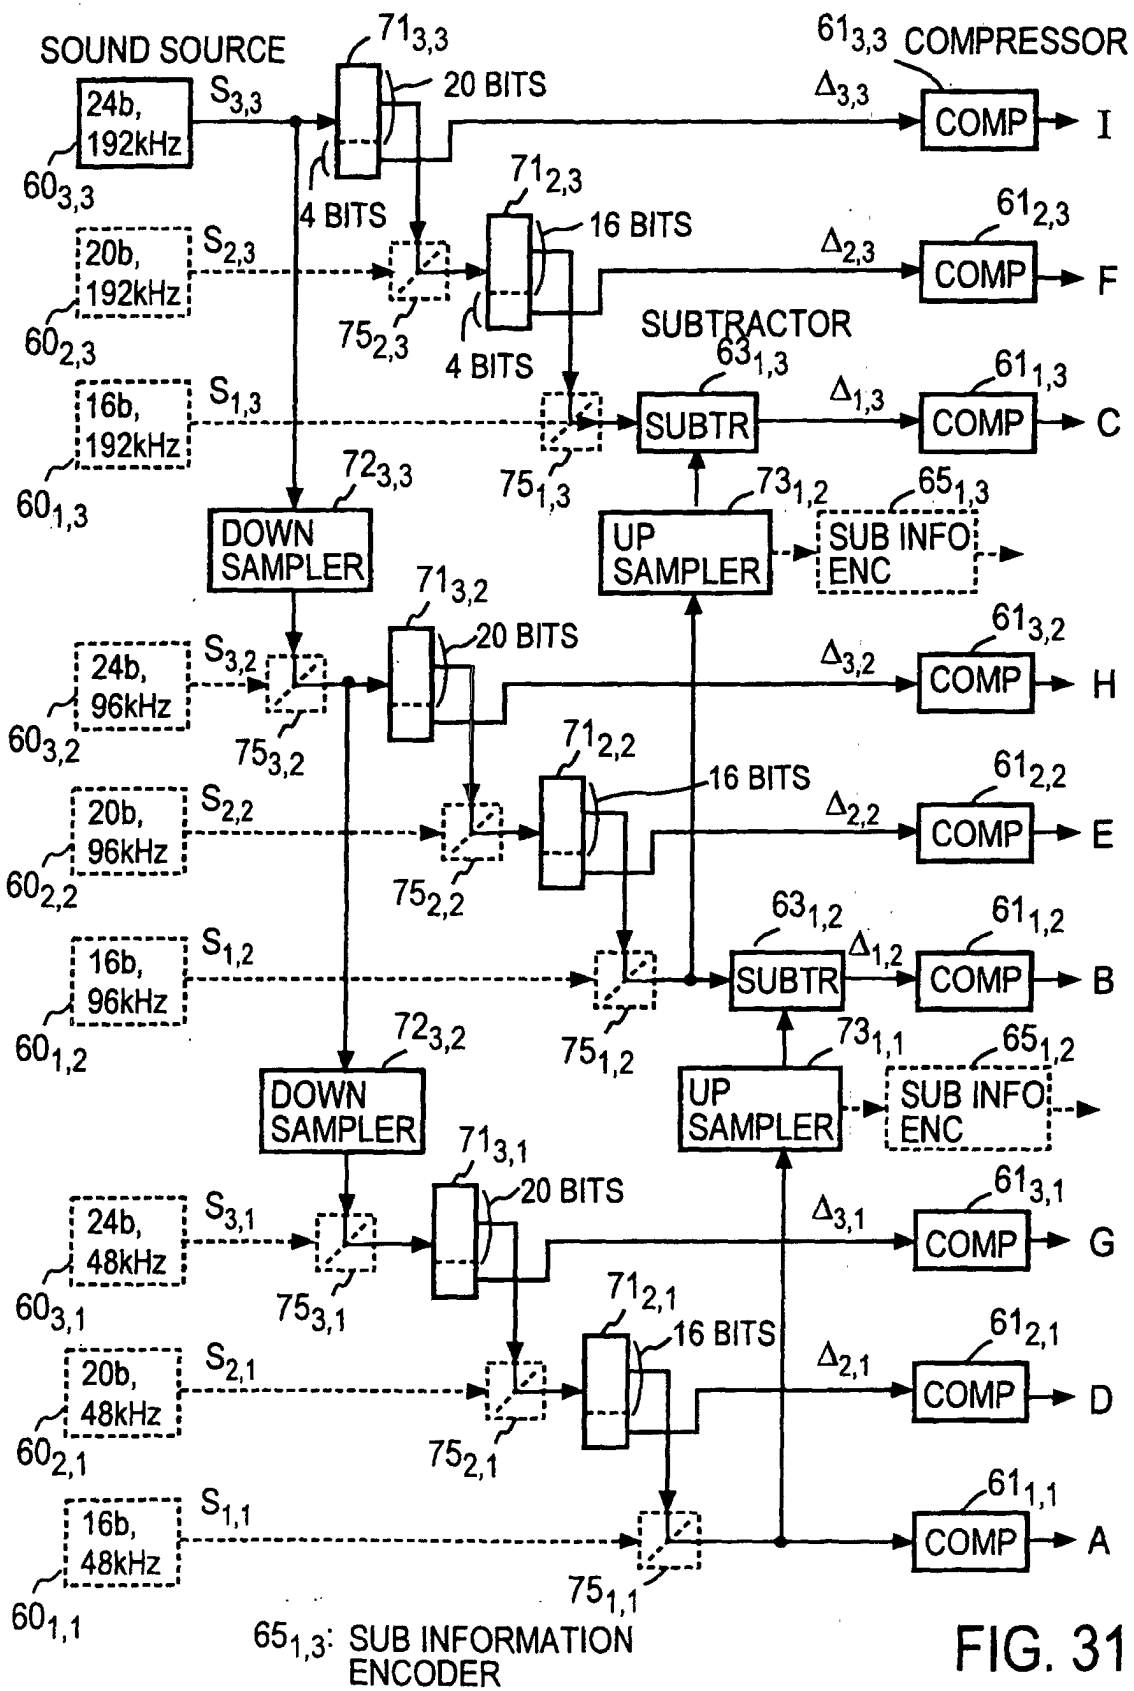 SOUND SOURCE
71_{3,3}
61_{3,3} COMPRESSOR
24b,
192kHz
S_{3,3}
20 BITS
Δ_{3,3}
COMP
I
60_{3,3}
4 BITS
71_{2,3}
61_{2,3}
20b,
192kHz
S_{2,3}
16 BITS
Δ_{2,3}
COMP
F
60_{2,3}
75_{2,3}
4 BITS
SUBTRACTOR
63_{1,3}
61_{1,3}
16b,
192kHz
S_{1,3}
SUBTR
Δ_{1,3}
COMP
C
60_{1,3}
72_{3,3}
75_{1,3}
73_{1,2}
65_{1,3}
DOWN
SAMPLER
UP
SAMPLER
SUB INFO
ENC
71_{3,2}
61_{3,2}
24b,
96kHz
S_{3,2}
20 BITS
Δ_{3,2}
COMP
H
60_{3,2}
75_{3,2}
71_{2,2}
61_{2,2}
20b,
96kHz
S_{2,2}
16 BITS
Δ_{2,2}
COMP
E
60_{2,2}
75_{2,2}
63_{1,2}
61_{1,2}
16b,
96kHz
S_{1,2}
SUBTR
Δ_{1,2}
COMP
B
60_{1,2}
72_{3,2}
75_{1,2}
73_{1,1}
65_{1,2}
DOWN
SAMPLER
UP
SAMPLER
SUB INFO
ENC
71_{3,1}
61_{3,1}
24b,
48kHz
S_{3,1}
20 BITS
Δ_{3,1}
COMP
G
60_{3,1}
75_{3,1}
71_{2,1}
61_{2,1}
20b,
48kHz
S_{2,1}
16 BITS
Δ_{2,1}
COMP
D
60_{2,1}
75_{2,1}
61_{1,1}
16b,
48kHz
S_{1,1}
COMP
A
60_{1,1}
75_{1,1}
65_{1,3}: SUB INFORMATION
ENCODER
FIG. 31